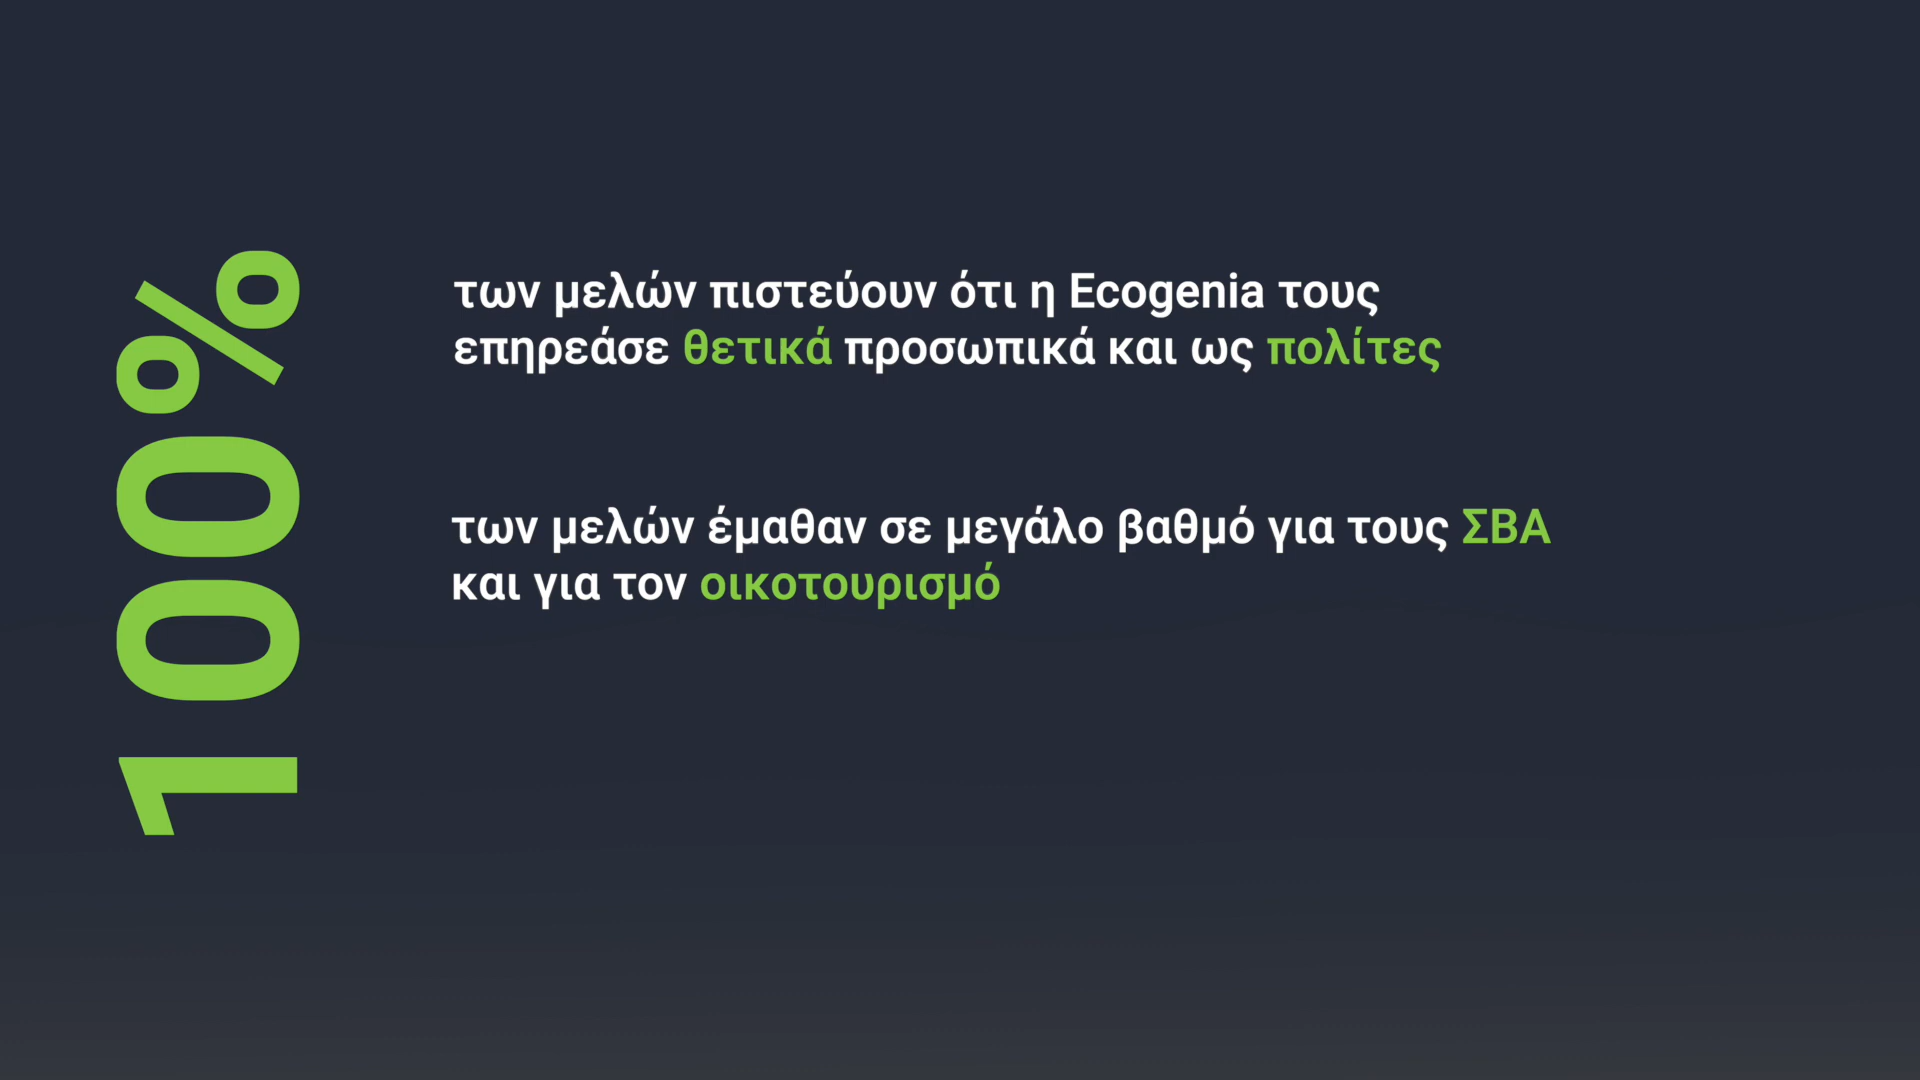 100%
των μελών πιστεύουν ότι η Ecogenia τους
επηρεάσε θετικά προσωπικά και ως πολίτες
των μελών έμαθαν σε μεγάλο βαθμό για τους ΣΒΑ
και για τον οικοτουρισμό